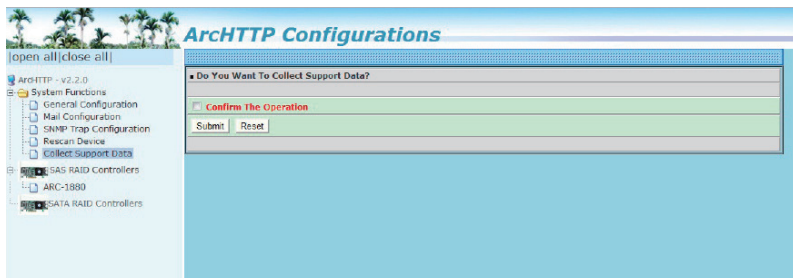 ArcHTTP Configurations
|open all|close all|
ArcHTTP - v2.2.0
System Functions
General Configuration
Mail Configuration
SNMP Trap Configuration
Rescan Device
Collect Support Data
SAS RAID Controllers
ARC-1880
SATA RAID Controllers
Do You Want To Collect Support Data?
Confirm The Operation
Submit Reset